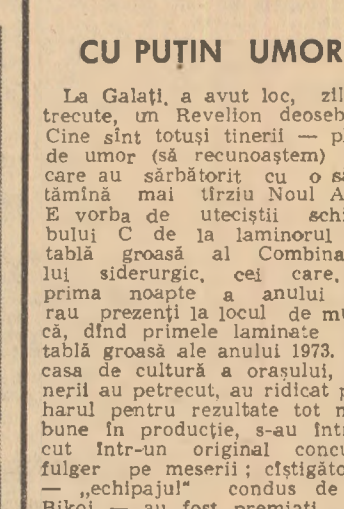 CU PUȚIN UMOR
La Galați, a avut loc, zil
trecute, un Revelion deoseb
Cine sînt totuși tinerii — p
de umor (să recunoaștem)
care au sărbătorit cu o s
tămînă mai tîrziu Noul A
E vorba de uteciștii schi
bului C de la laminorul
tablă groasă al Combina
lui siderurgic, cei care,
prima noapte a anului
rau prezenți la locul de mu
că, dînd primele laminate
tablă groasă ale anului 1973.
casa de cultură a orașului,
nerii au petrecut, au ridicat p
harul pentru rezultate tot m
bune în producție, s-au într
cut într-un original concu
fulger pe meserii ; cîștigăto
— „echipajul“ condus de
Bikoi — au fost premiați